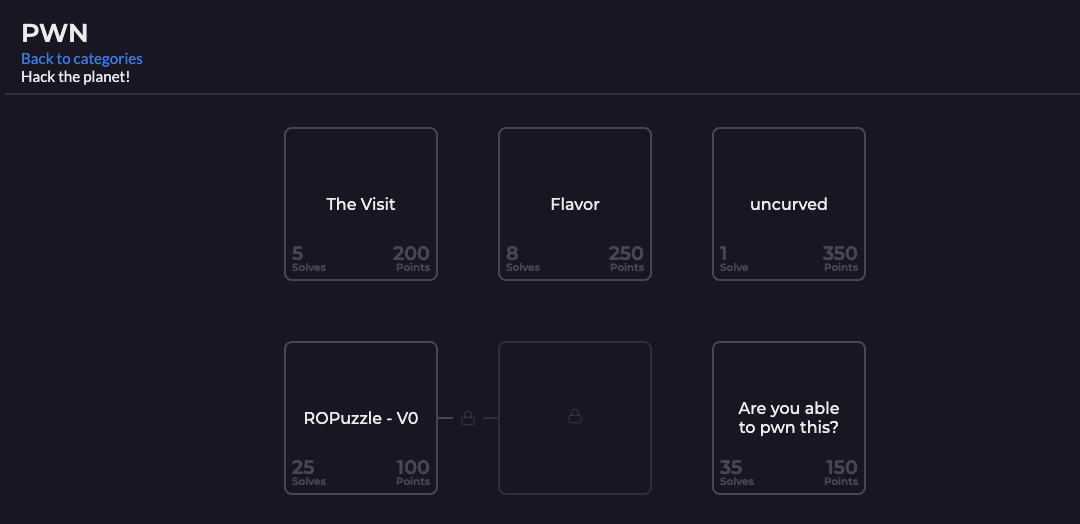 PWN
Back to categories
Hack the planet!
The Visit
5
200
Solves
Points
Flavor
8
250
Solves
Points
uncurved
1
350
Solve
Points
ROPuzzle - V0
25
100
Solves
Points
Are you able
to pwn this?
35
150
Solves
Points